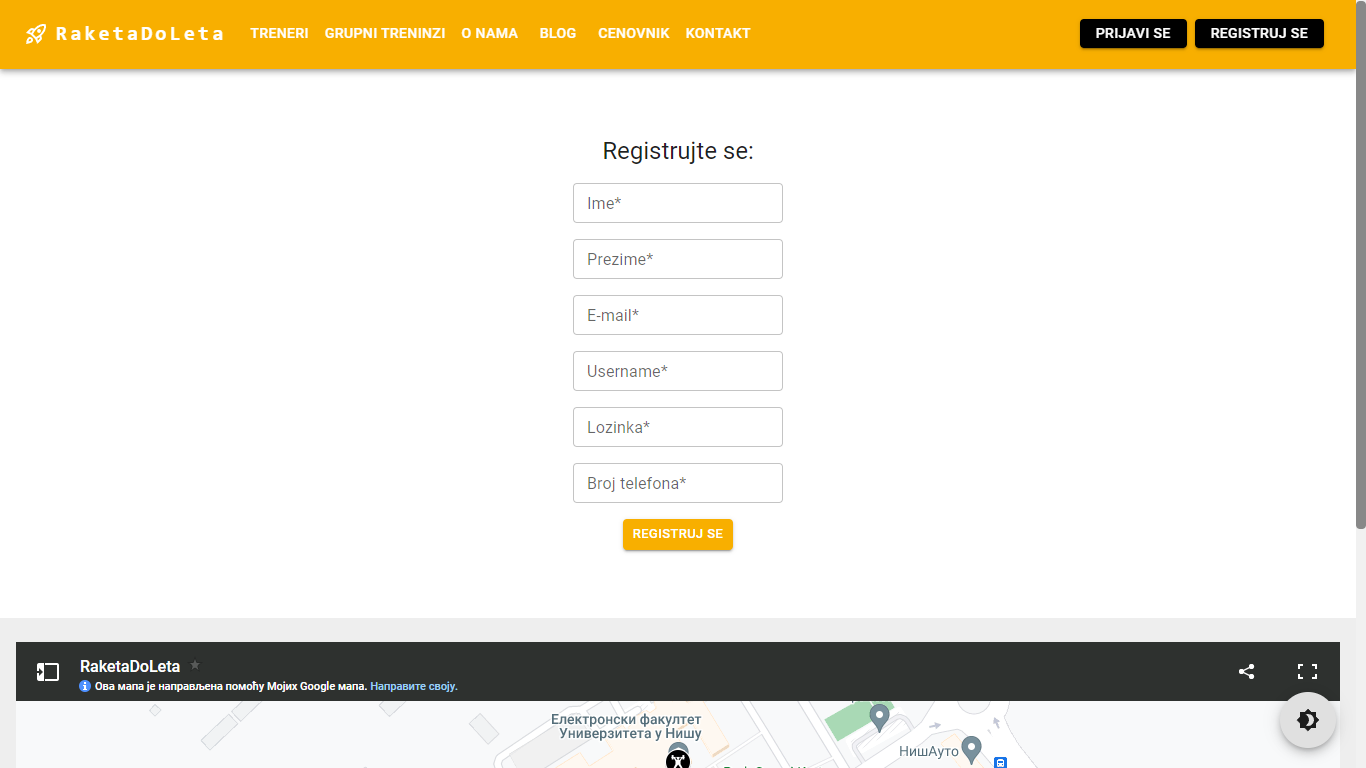 RaketaDoLeta TRENERI GRUPNI TRENINZI O NAMA BLOG CENOVNIK KONTAKT PRIJAVI SE REGISTRUJ SE
Registrujte se:
Ime*
Prezime*
E-mail*
Username*
Lozinka*
Broj telefona*
REGISTRUJ SE
RaketaDoLeta
Ова мапа је направљена помоћу Мојих Google мапа. Направите своју.
Електронски факултет
Универзитета у Нишу
НишАуто